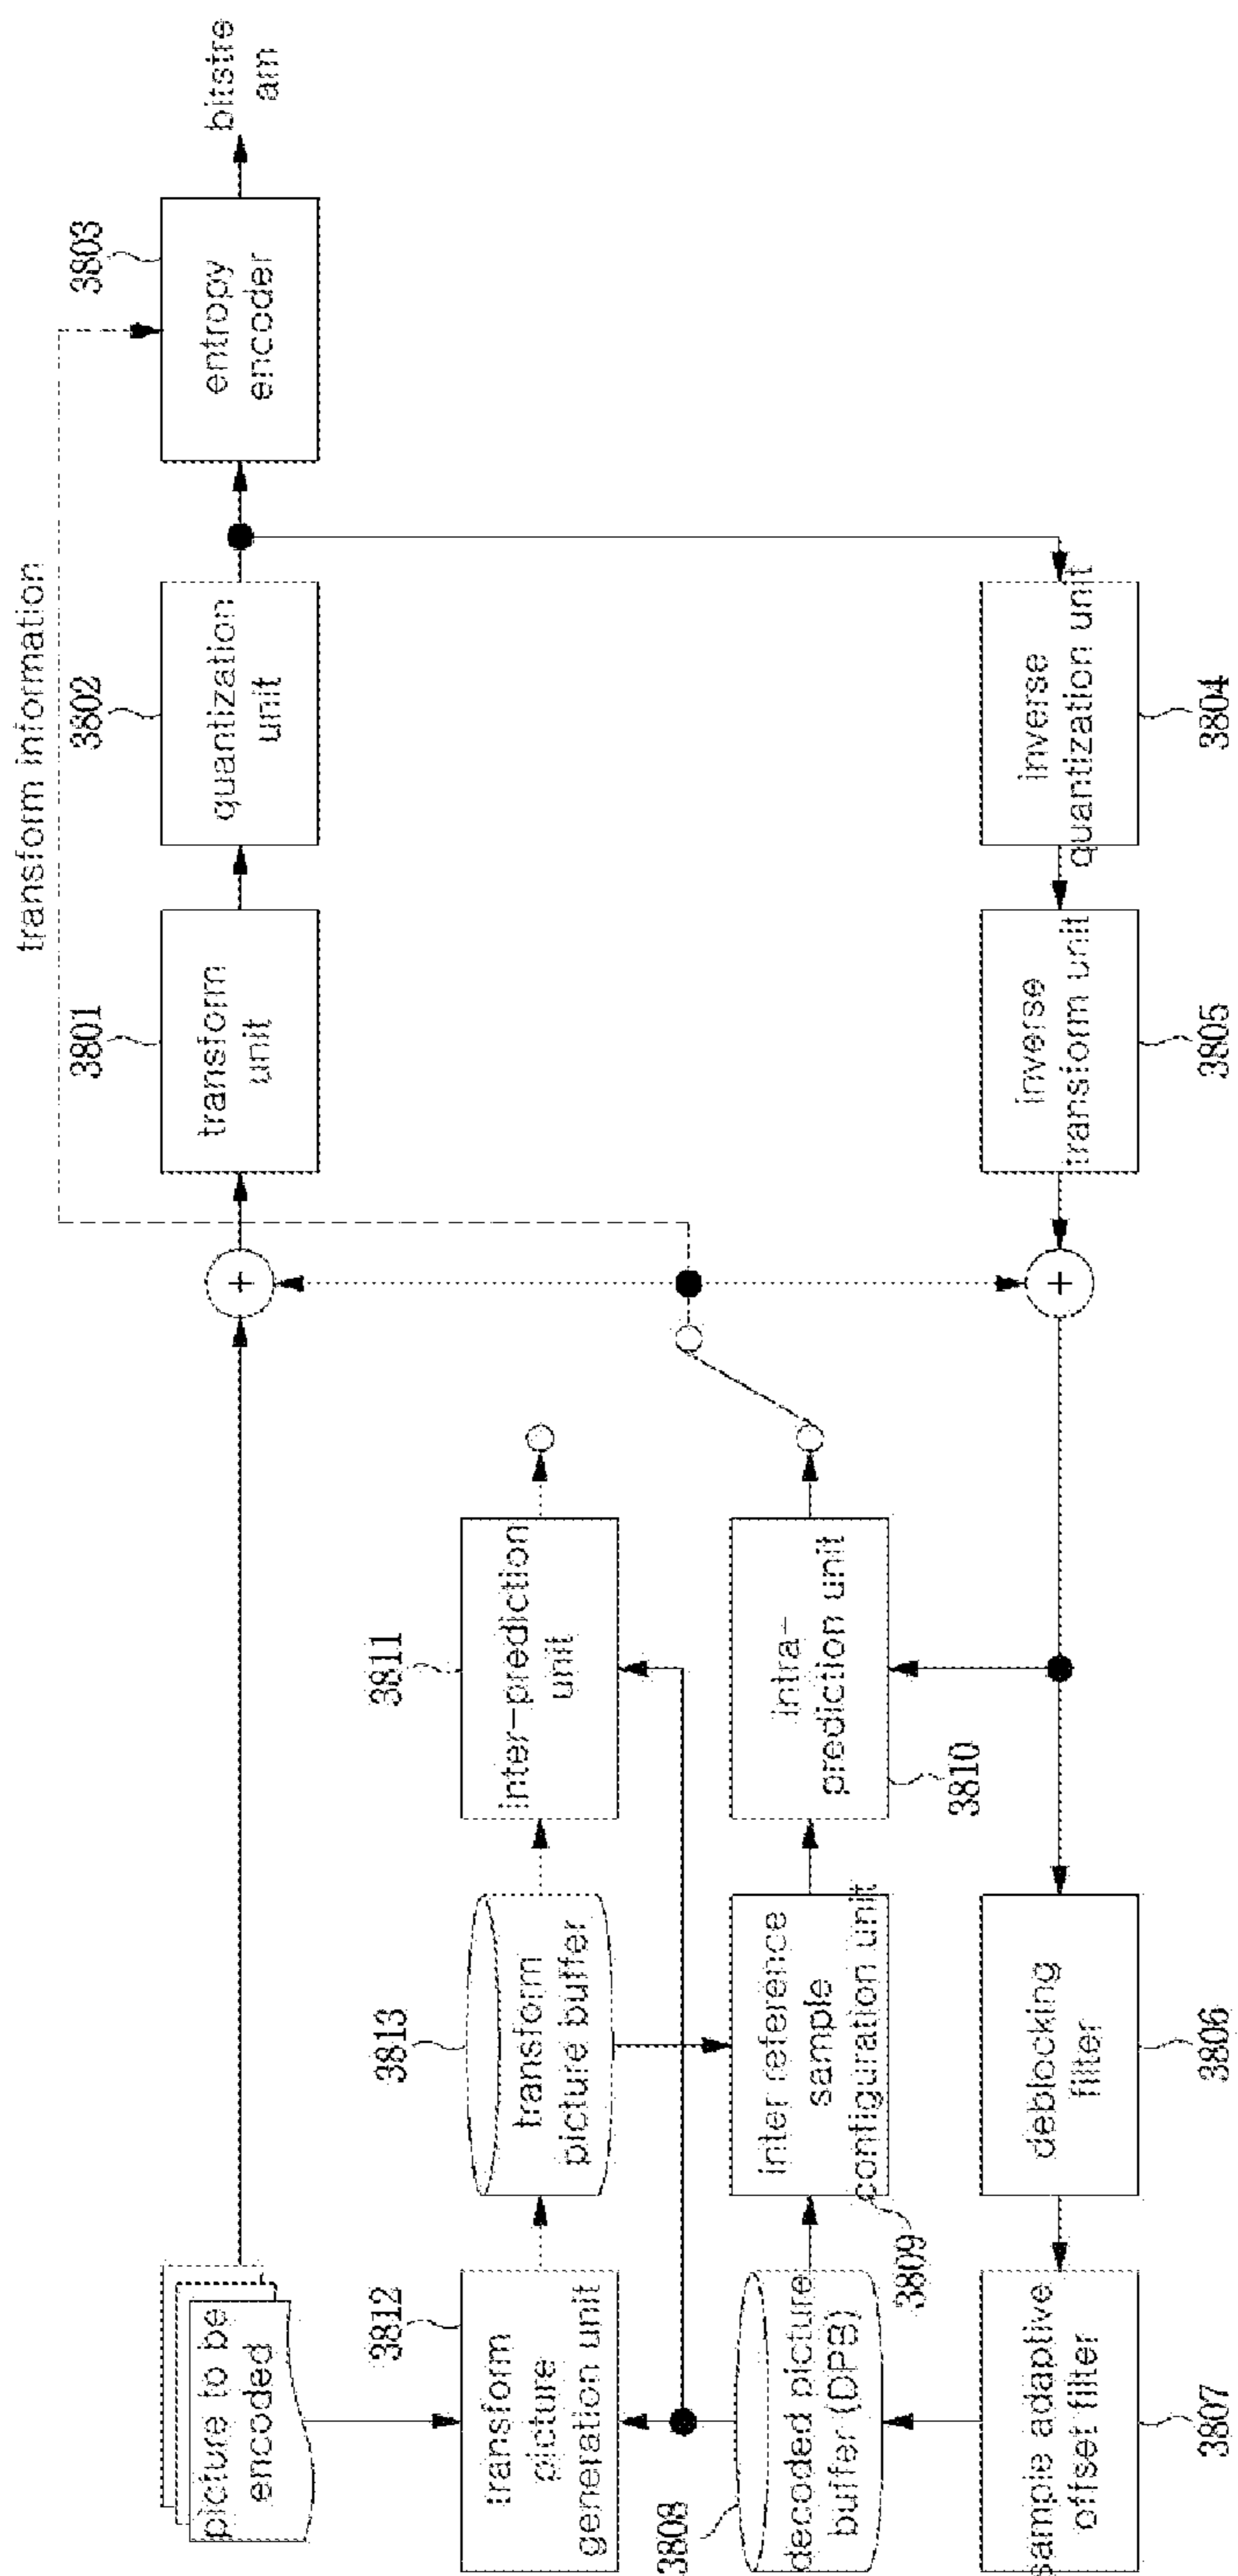 transform information
3801
3802
3803
transform
unit
quantization
unit
entropy
encoder
bitstre
am
picture to be
encoded
+
3812
3813
3811
transform
picture
generation unit
transform
picture buffer
inter-prediction
unit
3808
decoded picture
buffer (DPB)
3809
inter reference
sample
configuration unit
3810
intra-
prediction unit
sample adaptive
offset filter
3807
deblocking
filter
3806
+
inverse
transform unit
3805
inverse
quantization unit
3804